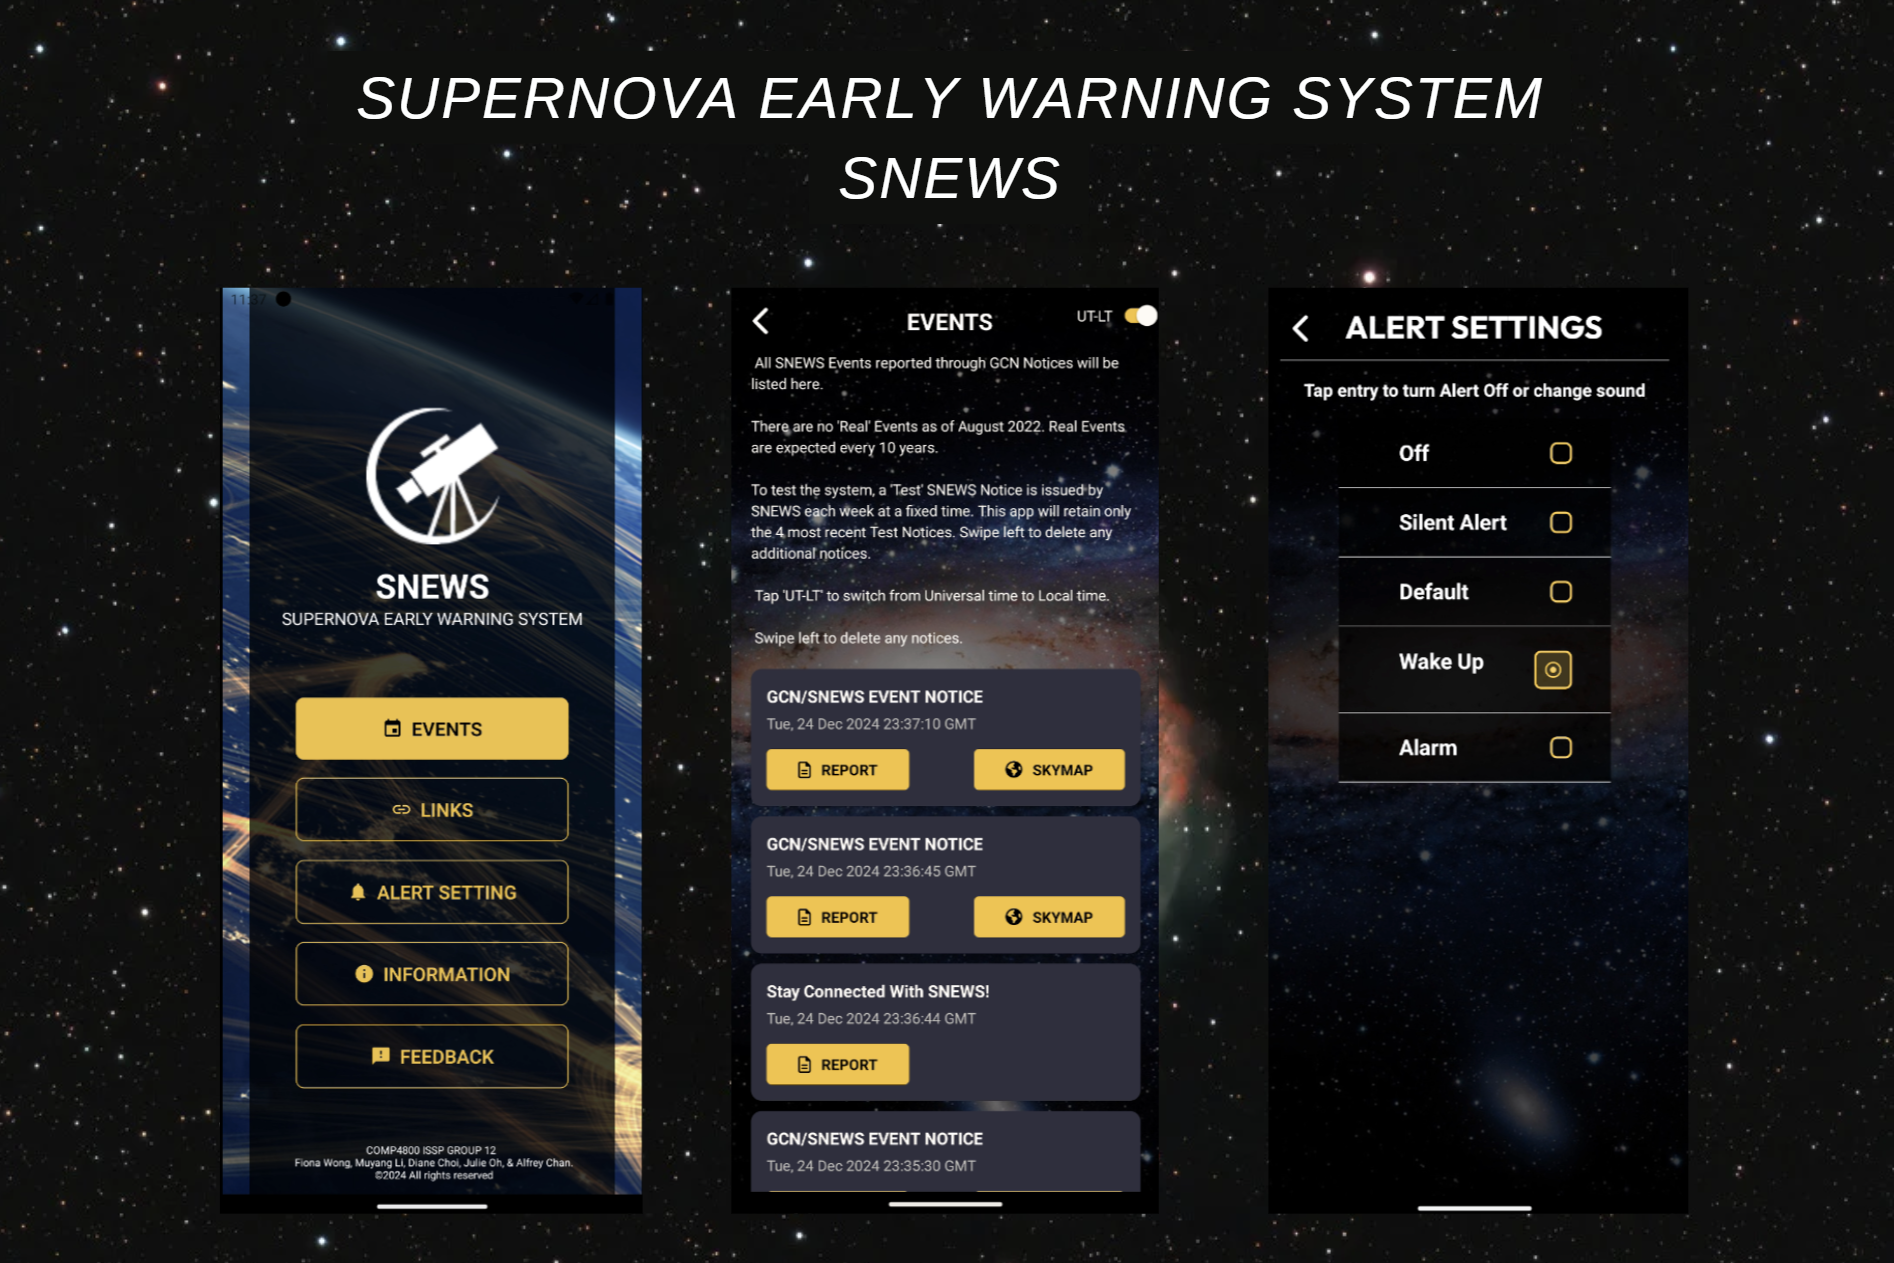 SUPERNOVA EARLY WARNING SYSTEM
SNEWS
11:37
SNEWS
SUPERNOVA EARLY WARNING SYSTEM
EVENTS
LINKS
ALERT SETTING
INFORMATION
FEEDBACK
COMP4800 ISSP GROUP 12
Fiona Wong, Muyang Li, Diane Choi, Julie Oh, & Alfrey Chan.
©2024 All rights reserved
EVENTS
UT-LT
All SNEWS Events reported through GCN Notices will be
listed here.
There are no 'Real' Events as of August 2022. Real Events
are expected every 10 years.
To test the system, a 'Test' SNEWS Notice is issued by
SNEWS each week at a fixed time. This app will retain only
the 4 most recent Test Notices. Swipe left to delete any
additional notices.
Tap 'UT-LT' to switch from Universal time to Local time.
Swipe left to delete any notices.
GCN/SNEWS EVENT NOTICE
Tue, 24 Dec 2024 23:37:10 GMT
REPORT SKYMAP
GCN/SNEWS EVENT NOTICE
Tue, 24 Dec 2024 23:36:45 GMT
REPORT SKYMAP
Stay Connected With SNEWS!
Tue, 24 Dec 2024 23:36:44 GMT
REPORT
GCN/SNEWS EVENT NOTICE
Tue, 24 Dec 2024 23:35:30 GMT
ALERT SETTINGS
Tap entry to turn Alert Off or change sound
Off
Silent Alert
Default
Wake Up
Alarm